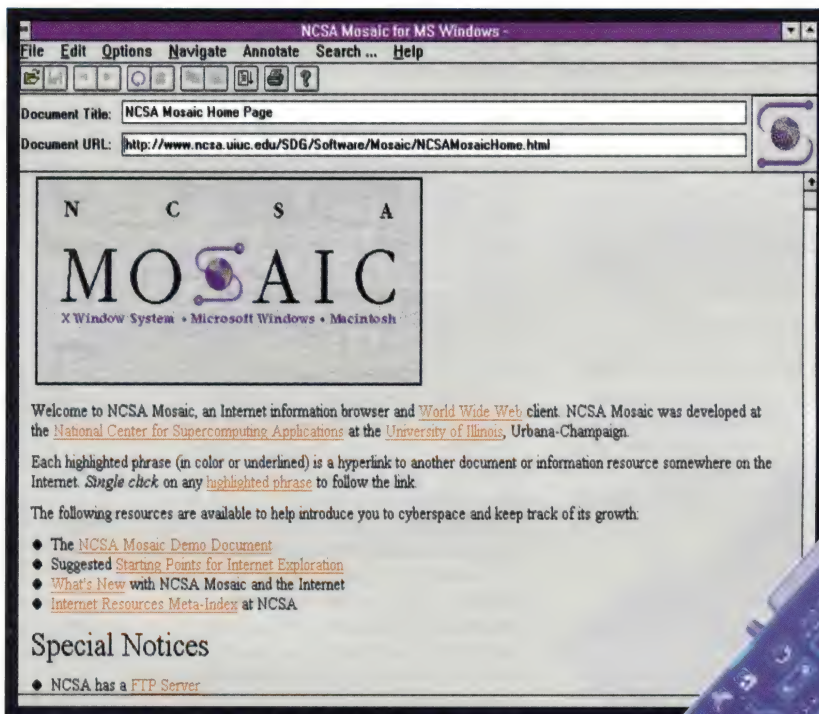 NCSA Mosaic for MS Windows -
File Edit Options Navigate Annotate Search ... Help
Document Title: NCSA Mosaic Home Page
Document URL: http://www.ncsa.uiuc.edu/SDG/Software/Mosaic/NCSAMosaicHome.html
N C S A
MOSAIC
X Window System • Microsoft Windows • Macintosh
Welcome to NCSA Mosaic, an Internet information browser and World Wide Web client. NCSA Mosaic was developed at
the National Center for Supercomputing Applications at the University of Illinois, Urbana-Champaign.
Each highlighted phrase (in color or underlined) is a hyperlink to another document or information resource somewhere on the
Internet. Single click on any highlighted phrase to follow the link.
The following resources are available to help introduce you to cyberspace and keep track of its growth:
• The NCSA Mosaic Demo Document
• Suggested Starting Points for Internet Exploration
• What's New with NCSA Mosaic and the Internet
• Internet Resources Meta-Index at NCSA
Special Notices
• NCSA has a FTP Server